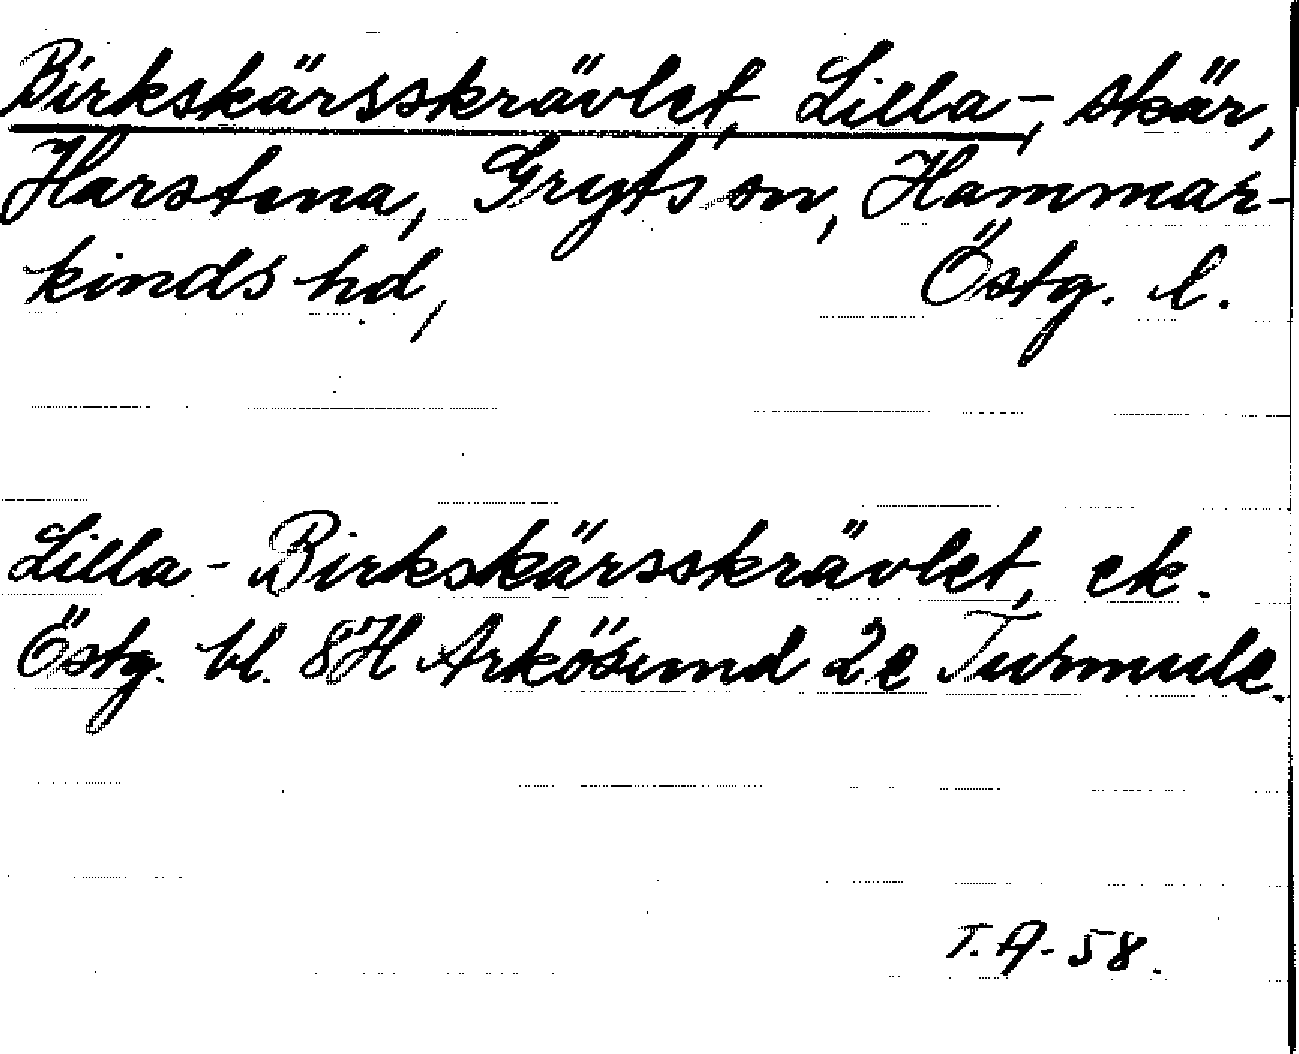 Birkskärsskrävlet, Lilla-, skär,
Harstena, Gryts sn, Hammar-
kinds hd, Östg. l.
Lilla - Birkskärsskrävlet, ek.
Östg. bl. 8H Arkösund 2e Turmule.
T. A-58.